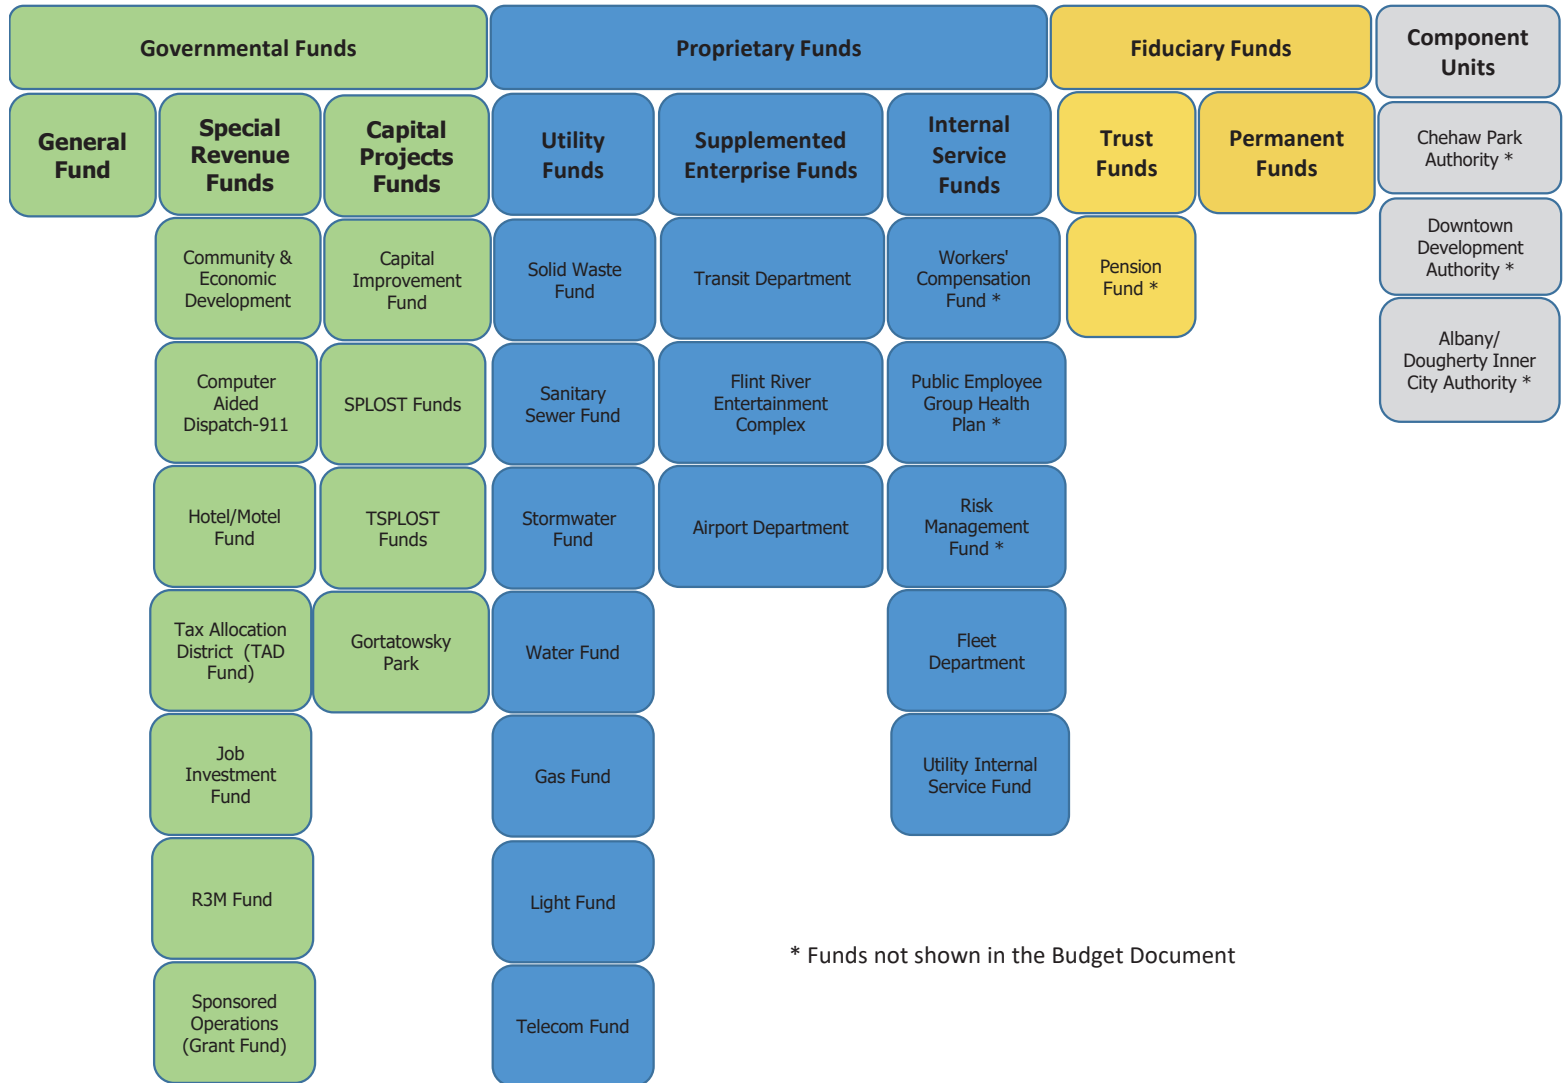 Governmental Funds
Proprietary Funds
Fiduciary Funds
Component
Units
General
Fund
Special
Revenue
Funds
Capital
Projects
Funds
Utility
Funds
Supplemented
Enterprise Funds
Internal
Service
Funds
Trust
Funds
Permanent
Funds
Chehaw Park
Authority *
Community &
Economic
Development
Capital
Improvement
Fund
Solid Waste
Fund
Transit Department
Workers'
Compensation
Fund *
Pension
Fund *
Downtown
Development
Authority *
Computer
Aided
Dispatch-911
SPLOST Funds
Sanitary
Sewer Fund
Flint River
Entertainment
Complex
Public Employee
Group Health
Plan *
Albany/
Dougherty Inner
City Authority *
Hotel/Motel
Fund
TSPLOST
Funds
Stormwater
Fund
Airport Department
Risk
Management
Fund *
Tax Allocation
District (TAD
Fund)
Gortatowsky
Park
Water Fund
Fleet
Department
Job
Investment
Fund
Gas Fund
Utility Internal
Service Fund
R3M Fund
Light Fund
* Funds not shown in the Budget Document
Sponsored
Operations
(Grant Fund)
Telecom Fund